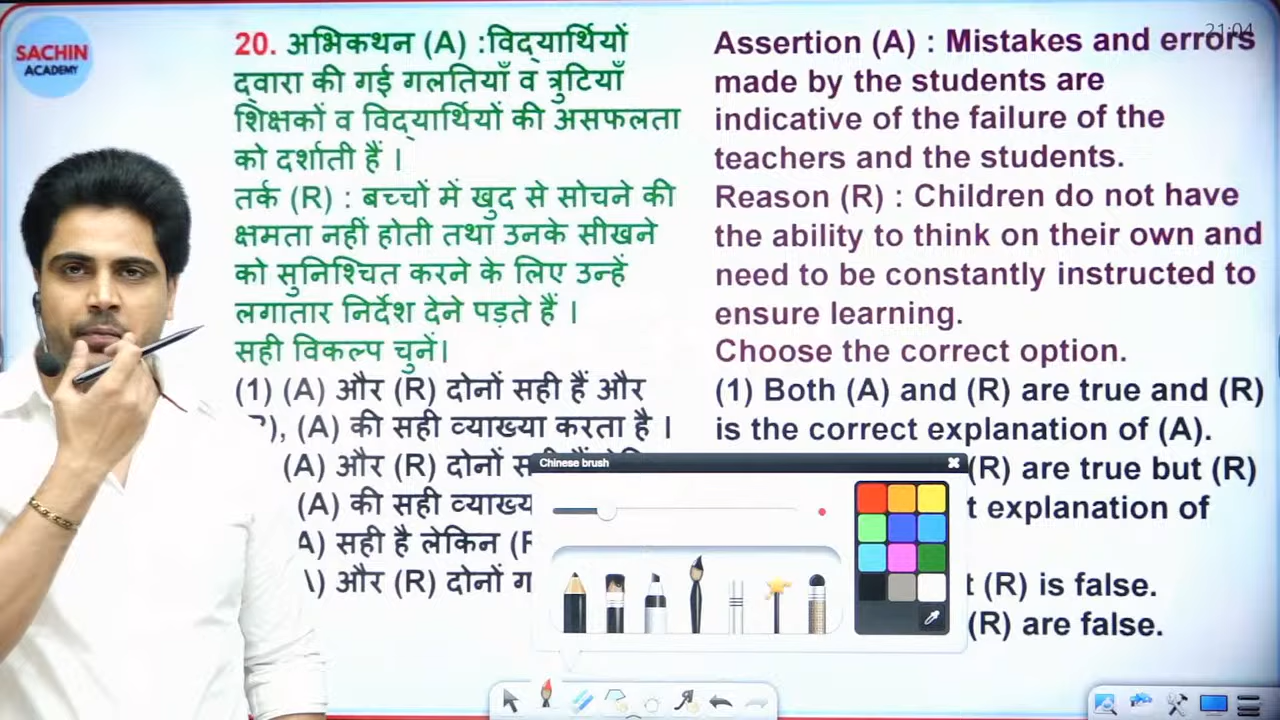 SACHIN
ACADEMY
21:04
20. अभिकथन (A) :विद्यार्थियों
द्वारा की गई गलतियाँ व त्रुटियाँ
शिक्षकों व विद्यार्थियों की असफलता
को दर्शाती हैं ।
तर्क (R) : बच्चों में खुद से सोचने की
क्षमता नहीं होती तथा उनके सीखने
को सुनिश्चित करने के लिए उन्हें
लगातार निर्देश देने पड़ते हैं ।
सही विकल्प चुनें।
(1) (A) और (R) दोनों सही हैं और
), (A) की सही व्याख्या करता है ।
(A) और (R) दोनों
(A) की सही व्याख्य
A) सही है लेकिन (R
) और (R) दोनों ग
Assertion (A) : Mistakes and errors
made by the students are
indicative of the failure of the
teachers and the students.
Reason (R) : Children do not have
the ability to think on their own and
need to be constantly instructed to
ensure learning.
Choose the correct option.
(1) Both (A) and (R) are true and (R)
is the correct explanation of (A).
(R) are true but (R)
t explanation of
t (R) is false.
(R) are false.
Chinese brush